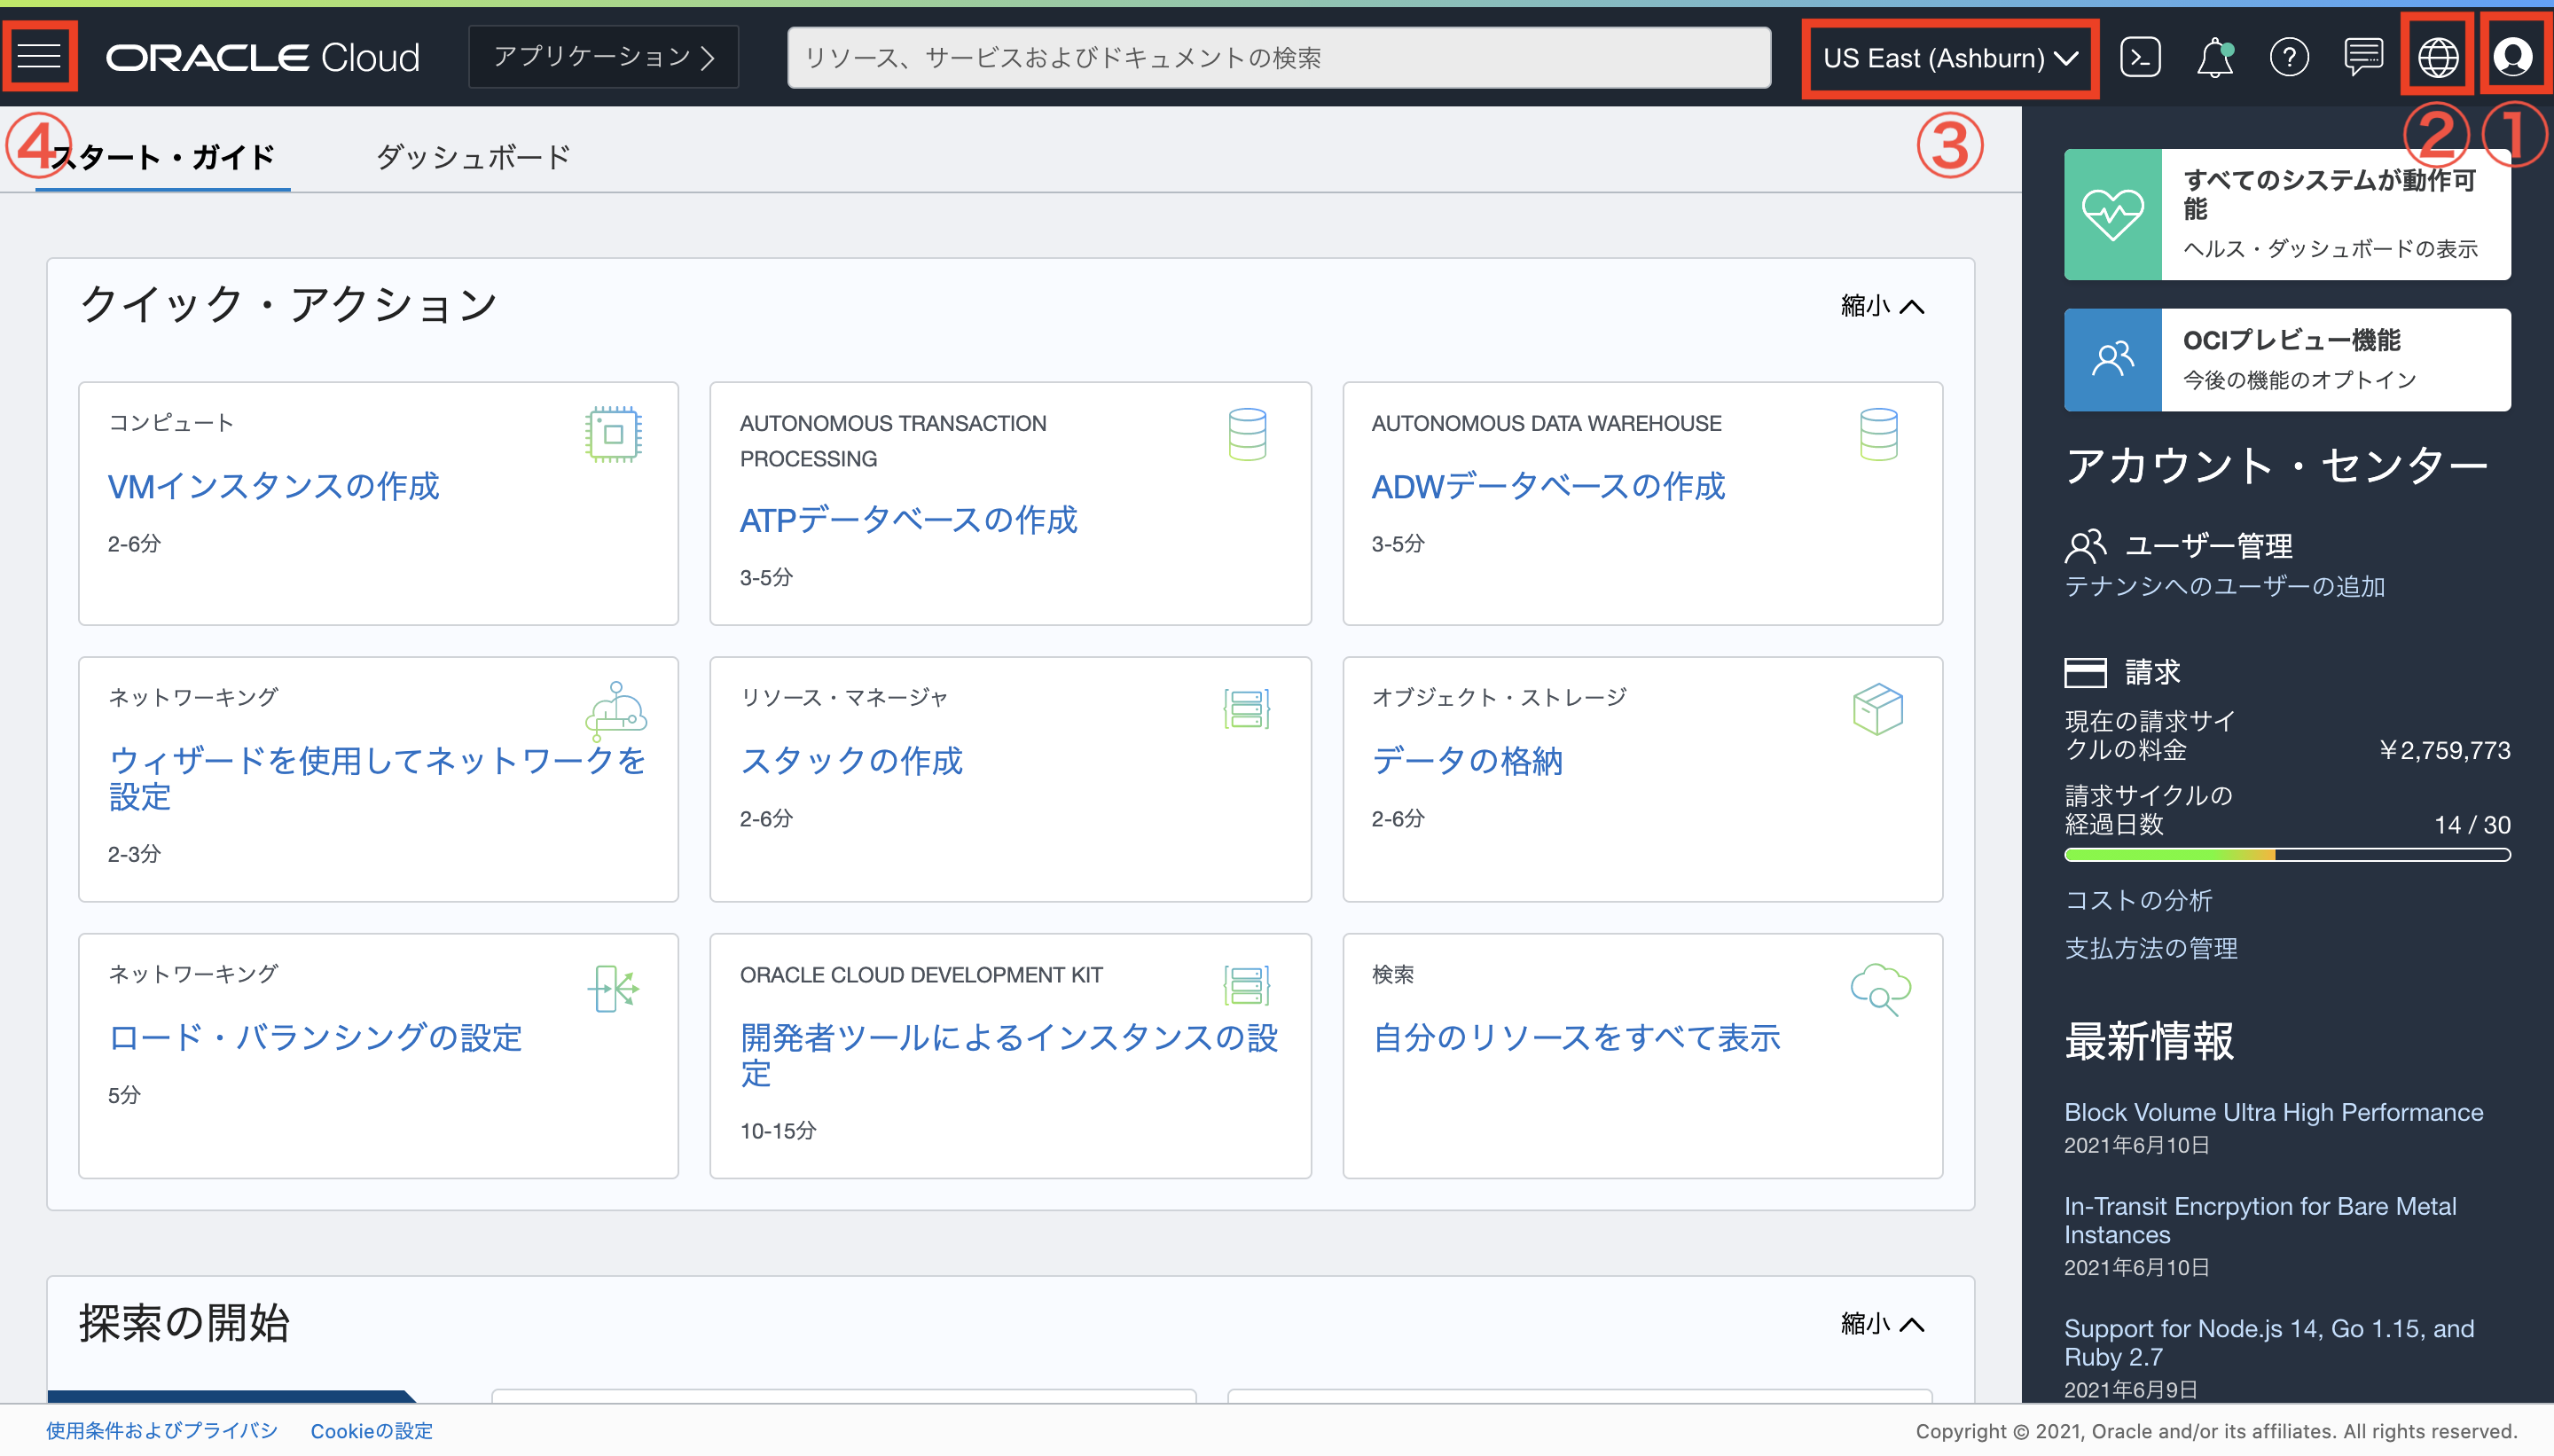 ORACLE Cloud
アプリケーション
リソース、サービスおよびドキュメントの検索
US East (Ashburn)
④
③
②
①
スタート・ガイド
ダッシュボード
クイック・アクション
縮小
コンピュート
VMインスタンスの作成
2-6分
AUTONOMOUS TRANSACTION
PROCESSING
ATPデータベースの作成
3-5分
AUTONOMOUS DATA WAREHOUSE
ADWデータベースの作成
3-5分
ネットワーキング
ウィザードを使用してネットワークを
設定
2-3分
リソース・マネージャ
スタックの作成
2-6分
オブジェクト・ストレージ
データの格納
2-6分
ネットワーキング
ロード・バランシングの設定
5分
ORACLE CLOUD DEVELOPMENT KIT
開発者ツールによるインスタンスの設
定
10-15分
検索
自分のリソースをすべて表示
探索の開始
縮小
すべてのシステムが動作可
能
ヘルス・ダッシュボードの表示
OCIプレビュー機能
今後の機能のオプトイン
アカウント・センター
ユーザー管理
テナンシへのユーザーの追加
請求
現在の請求サイ
クルの料金
￥2,759,773
請求サイクルの
経過日数
14 / 30
コストの分析
支払方法の管理
最新情報
Block Volume Ultra High Performance
2021年6月10日
In-Transit Encrpytion for Bare Metal
Instances
2021年6月10日
Support for Node.js 14, Go 1.15, and
Ruby 2.7
2021年6月9日
使用条件およびプライバシ
Cookieの設定
Copyright © 2021, Oracle and/or its affiliates. All rights reserved.